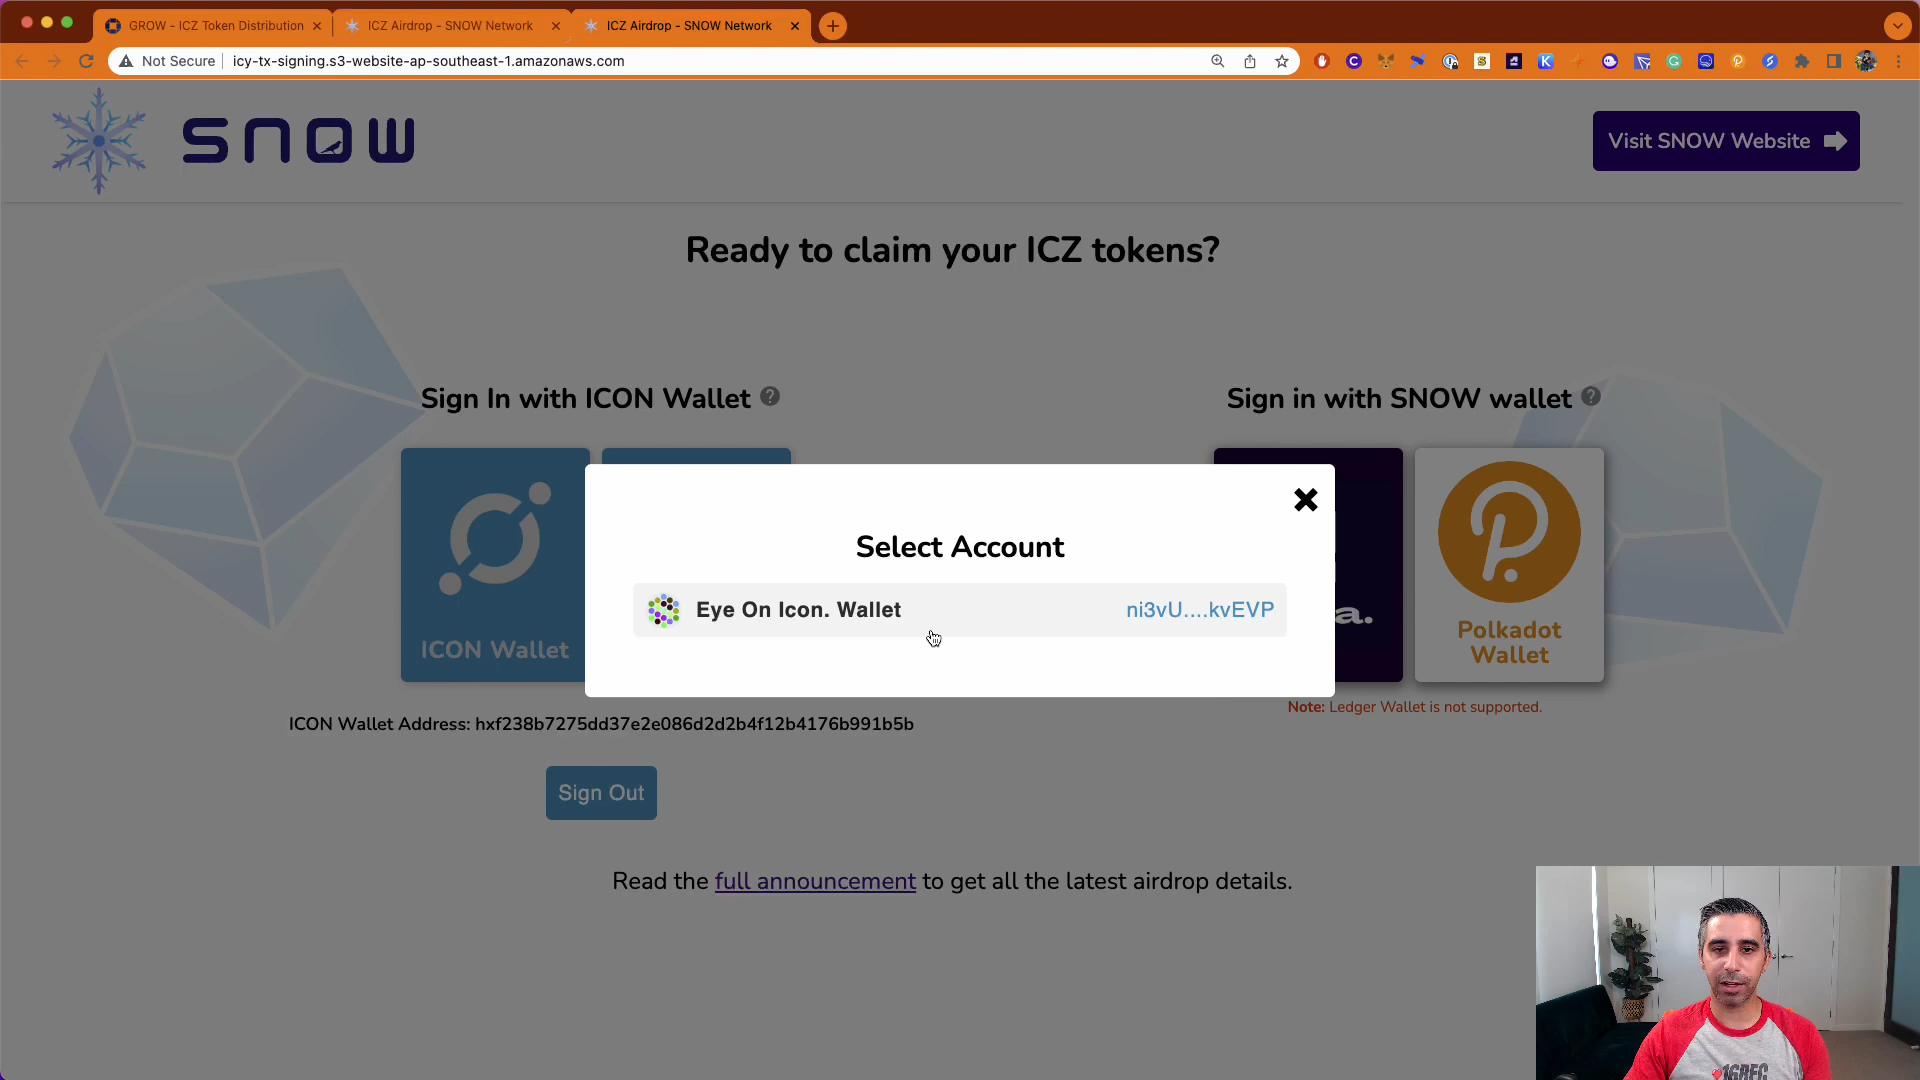 GROW - ICZ Token Distribution
ICZ Airdrop - SNOW Network
ICZ Airdrop - SNOW Network
Not Secure
icy-tx-signing.s3-website-ap-southeast-1.amazonaws.com
SNOW
Visit SNOW Website
Ready to claim your ICZ tokens?
Sign In with ICON Wallet
Sign in with SNOW wallet
Select Account
Eye On Icon. Wallet
ni3vU....kvEVP
a.
ICON Wallet
Polkadot
Wallet
Note: Ledger Wallet is not supported.
ICON Wallet Address: hxf238b7275dd37e2e086d2d2b4f12b4176b991b5b
Sign Out
Read the full announcement to get all the latest airdrop details.